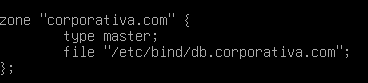 zone "corporativa.com" {
        type master;
        file "/etc/bind/db.corporativa.com";
};